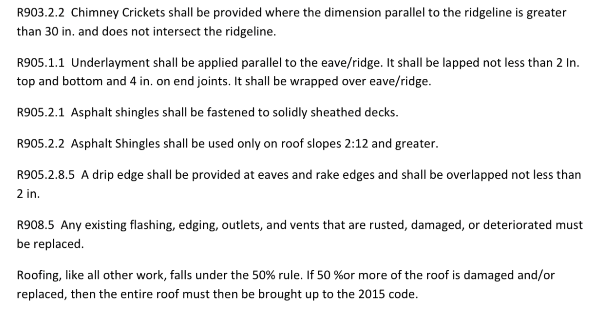 R903.2.2  Chimney Crickets shall be provided where the dimension parallel to the ridgeline is greater
than 30 in. and does not intersect the ridgeline.
R905.1.1  Underlayment shall be applied parallel to the eave/ridge. It shall be lapped not less than 2 In.
top and bottom and 4 in. on end joints. It shall be wrapped over eave/ridge.
R905.2.1  Asphalt shingles shall be fastened to solidly sheathed decks.
R905.2.2  Asphalt Shingles shall be used only on roof slopes 2:12 and greater.
R905.2.8.5  A drip edge shall be provided at eaves and rake edges and shall be overlapped not less than
2 in.
R908.5  Any existing flashing, edging, outlets, and vents that are rusted, damaged, or deteriorated must
be replaced.
Roofing, like all other work, falls under the 50% rule. If 50 %or more of the roof is damaged and/or
replaced, then the entire roof must then be brought up to the 2015 code.